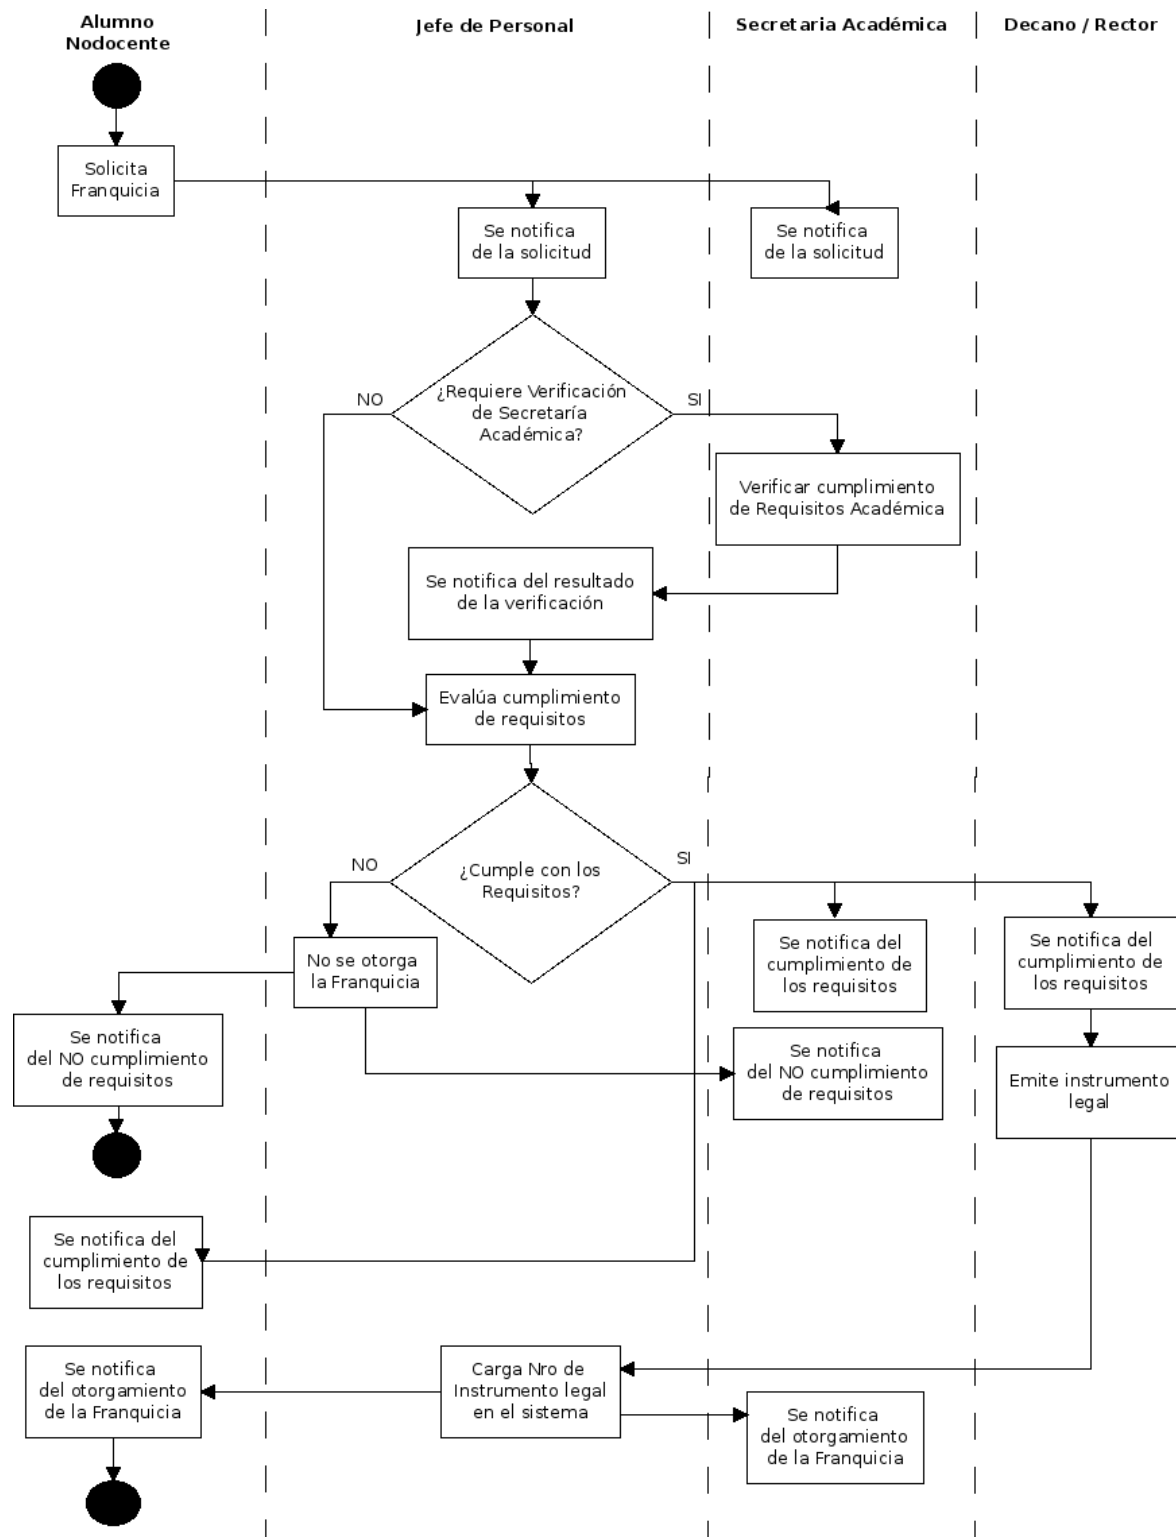 Alumno
Nodocente
Jefe de Personal
Secretaria Académica
Decano / Rector
Solicita
Franquicia
Se notifica
de la solicitud
Se notifica
de la solicitud
¿Requiere Verificación
de Secretaría
Académica?
NO
SI
Verificar cumplimiento
de Requisitos Académica
Se notifica del resultado
de la verificación
Evalúa cumplimiento
de requisitos
¿Cumple con los
Requisitos?
NO
SI
No se otorga
la Franquicia
Se notifica del
cumplimiento de
los requisitos
Se notifica del
cumplimiento de
los requisitos
Se notifica
del NO cumplimiento
de requisitos
Se notifica
del NO cumplimiento
de requisitos
Emite instrumento
legal
Se notifica del
cumplimiento de
los requisitos
Se notifica
del otorgamiento
de la Franquicia
Carga Nro de
Instrumento legal
en el sistema
Se notifica
del otorgamiento
de la Franquicia